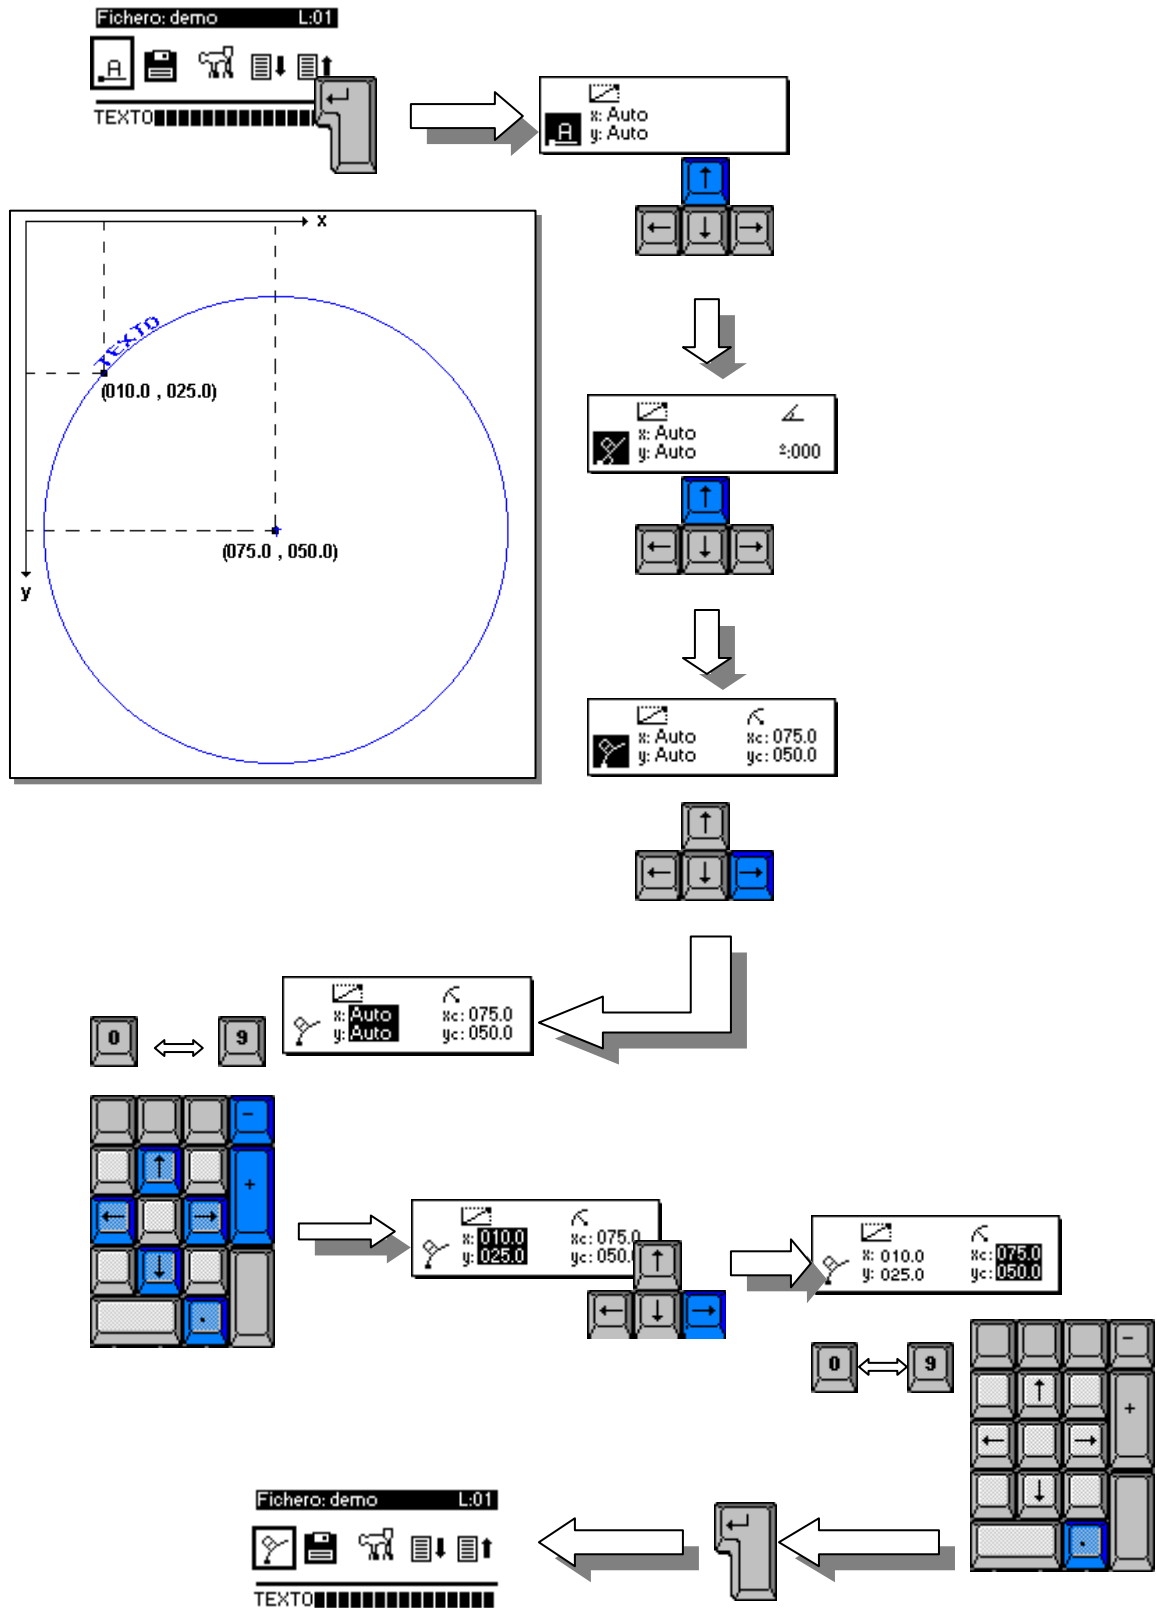 Fichero: demo L:01
A
TEXTO
A
x: Auto
y: Auto
x
TEXTO
(010.0 , 025.0)
(075.0 , 050.0)
y
x: Auto
y: Auto º:000
x: Auto xc: 075.0
y: Auto yc: 050.0
x: Auto xc: 075.0
y: Auto yc: 050.0
0 9
-
+
.
x: 010.0 xc: 075.0
y: 025.0 yc: 050.
x: 010.0 xc: 075.0
y: 025.0 yc: 050.0
0 9
-
+
.
Fichero: demo L:01
TEXTO